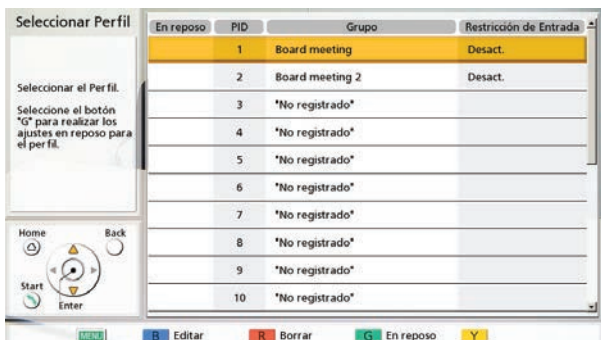 Seleccionar Perfil
Seleccionar el Perfil.
Seleccione el botón
"G" para realizar los
ajustes en reposo para
el perfil.
Home
Back
Start
Enter
En reposo PID Grupo Restricción de Entrada
1 Board meeting Desact.
2 Board meeting 2 Desact.
3 "No registrado"
4 "No registrado"
5 "No registrado"
6 "No registrado"
7 "No registrado"
8 "No registrado"
9 "No registrado"
10 "No registrado"
MENU B Editar R Borrar G En reposo Y